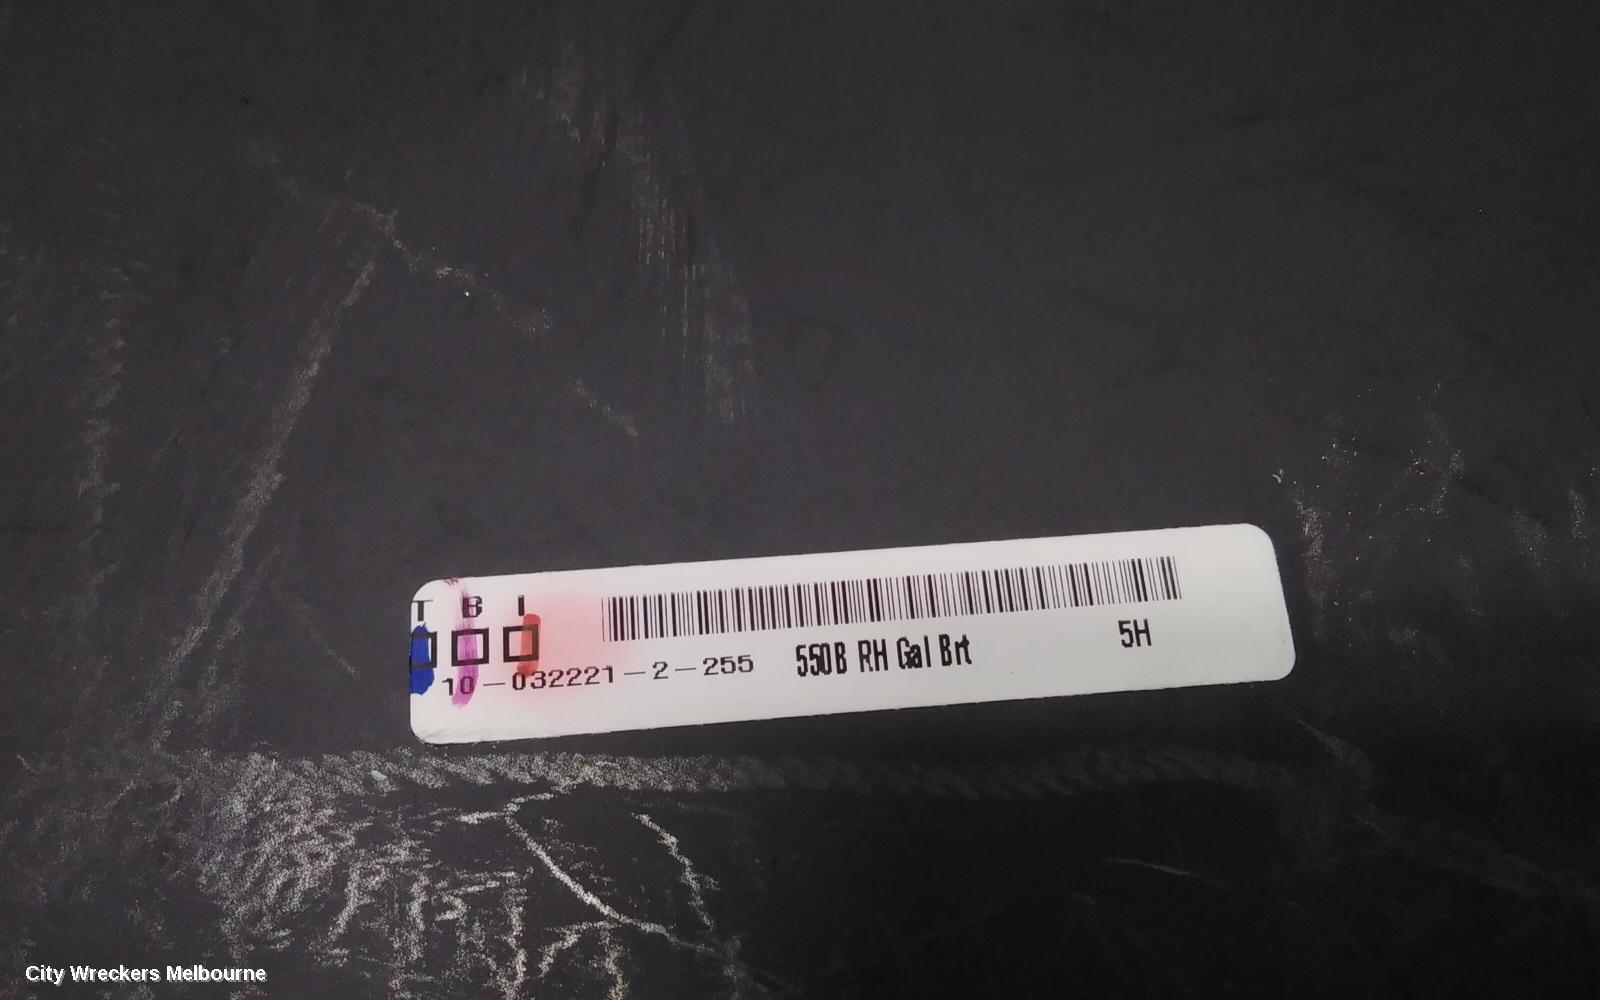 T B I
10-032221-2-255 550B RH Gal Brt 5H
City Wreckers Melbourne